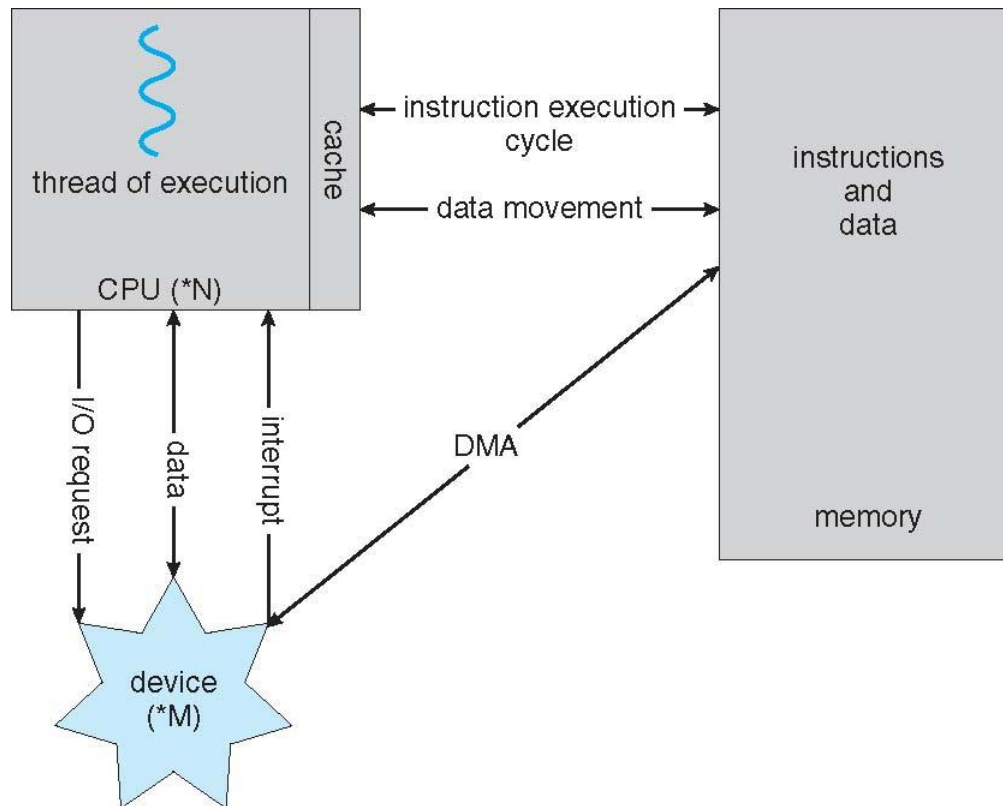 thread of execution
CPU (*N)
cache
instruction execution
cycle
data movement
instructions
and
data
memory
I/O request
data
interrupt
DMA
device
(*M)